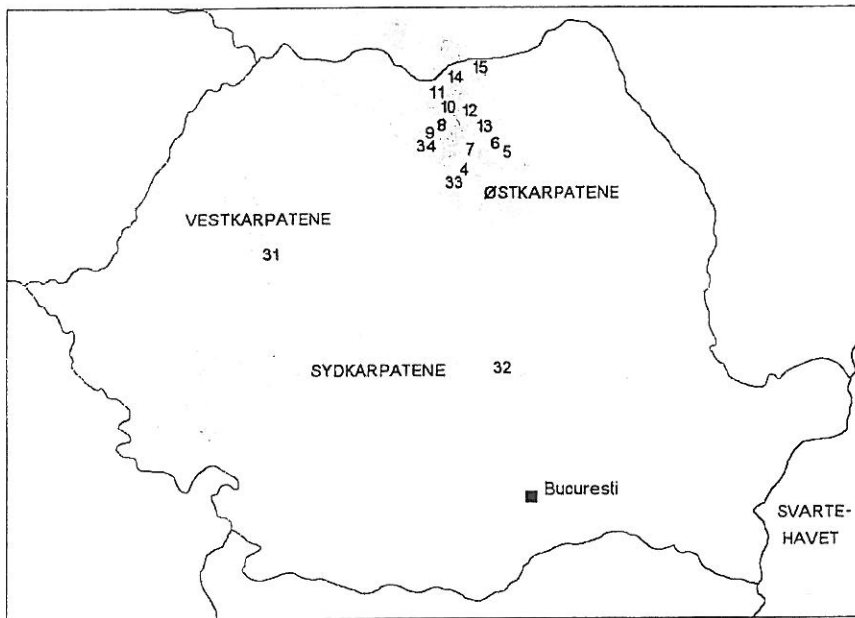 15
14
11
10 12
8 13
9
34 7 6 5
4
33
ØSTKARPATENE
VESTKARPATENE
31
SYDKARPATENE 32
Bucuresti
SVARTE-
HAVET